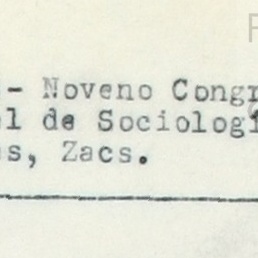 - Noveno Congr
l de Sociologí
s, Zacs.